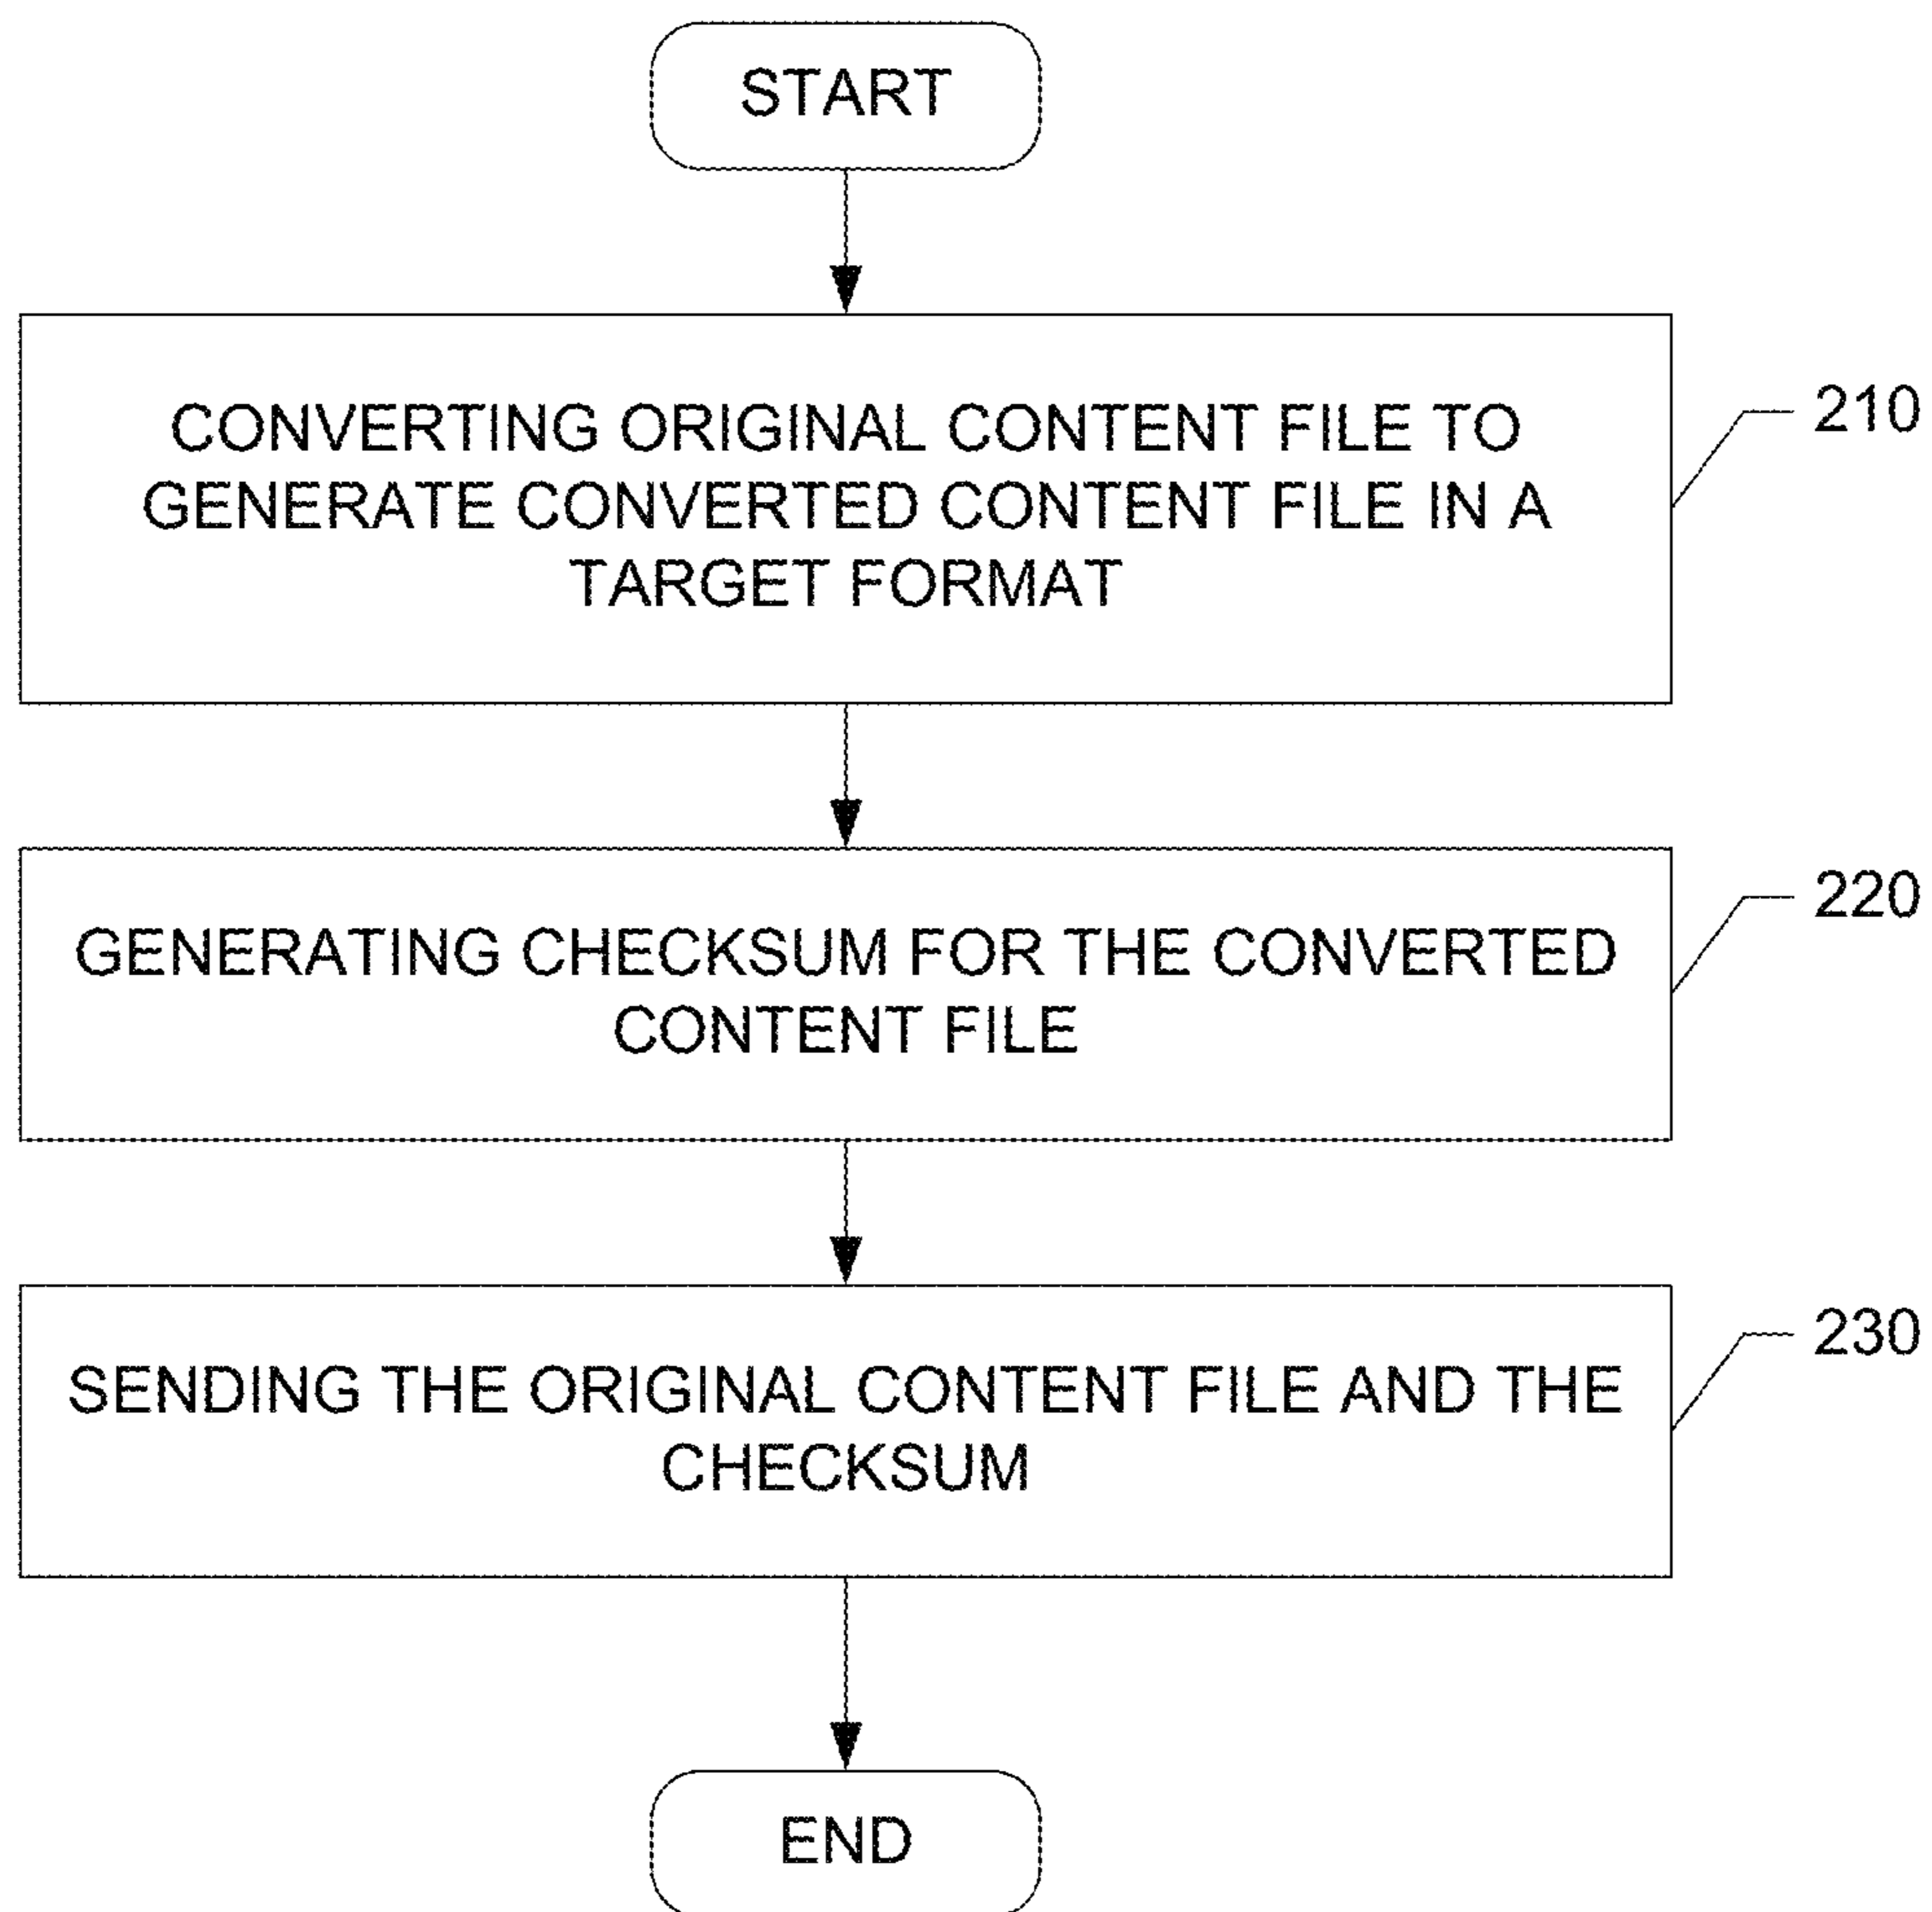 START
CONVERTING ORIGINAL CONTENT FILE TO
GENERATE CONVERTED CONTENT FILE IN A
TARGET FORMAT
210
GENERATING CHECKSUM FOR THE CONVERTED
CONTENT FILE
220
SENDING THE ORIGINAL CONTENT FILE AND THE
CHECKSUM
230
END